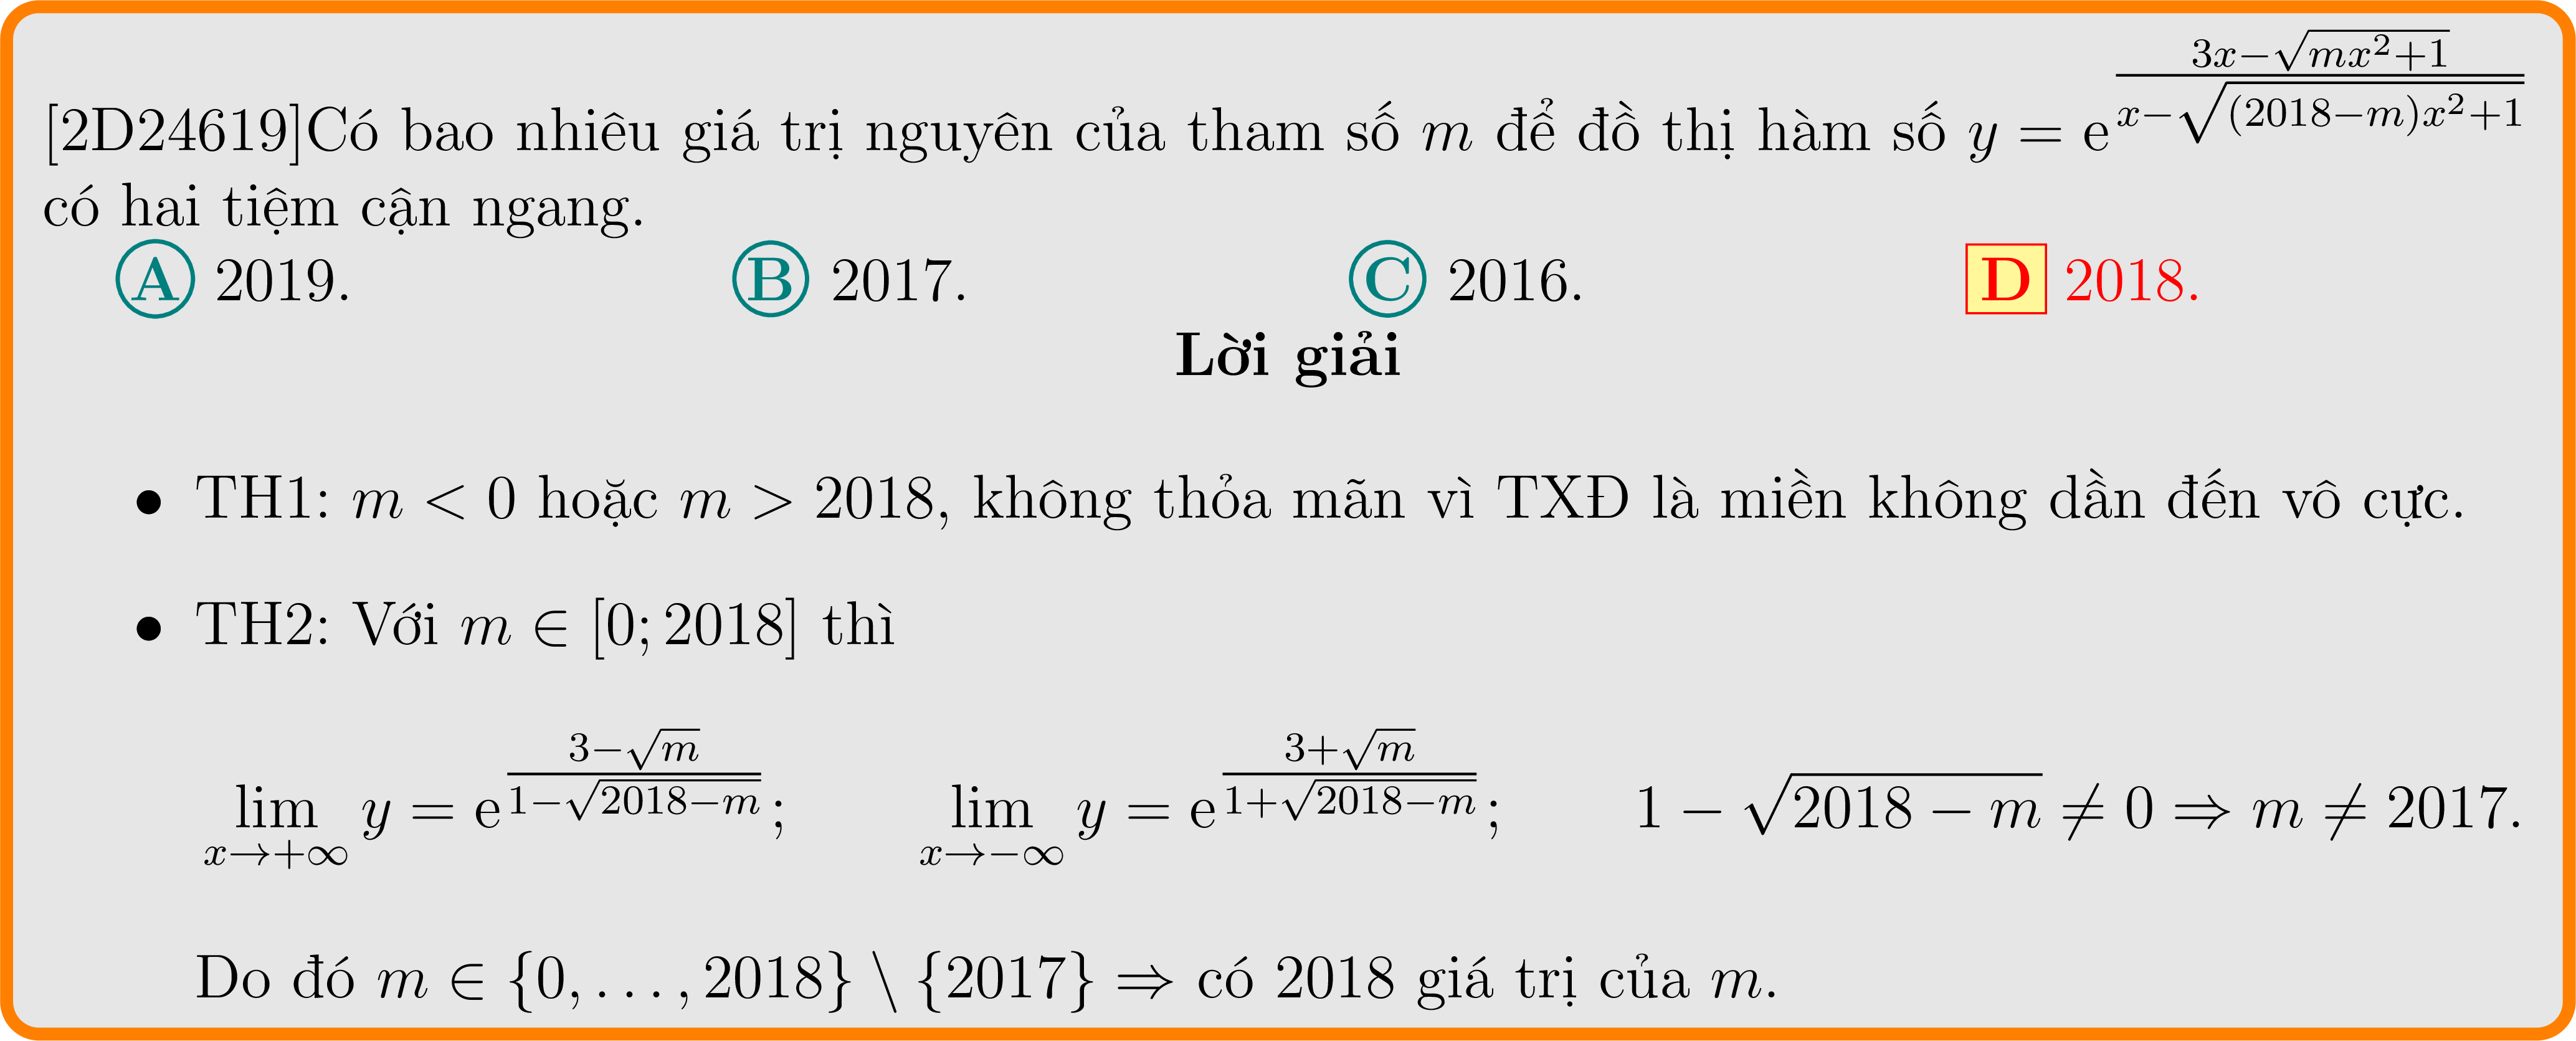 [2D24619]Có bao nhiêu giá trị nguyên của tham số $m$ để đồ thị hàm số $y = \mathrm{e}^{\frac{3x-\sqrt{mx^2+1}}{x-\sqrt{(2018-m)x^2+1}}}$
có hai tiệm cận ngang.
A 2019. B 2017. C 2016. D 2018.
Lời giải
• TH1: $m < 0$ hoặc $m > 2018$, không thỏa mãn vì TXĐ là miền không dần đến vô cực.
• TH2: Với $m \in [0; 2018]$ thì
$\lim\limits_{x\to+\infty} y = \mathrm{e}^{\frac{3-\sqrt{m}}{1-\sqrt{2018-m}}}$; $\lim\limits_{x\to-\infty} y = \mathrm{e}^{\frac{3+\sqrt{m}}{1+\sqrt{2018-m}}}$; $1 - \sqrt{2018 - m} \neq 0 \Rightarrow m \neq 2017.$
Do đó $m \in \{0, \ldots, 2018\} \setminus \{2017\} \Rightarrow$ có 2018 giá trị của $m$.